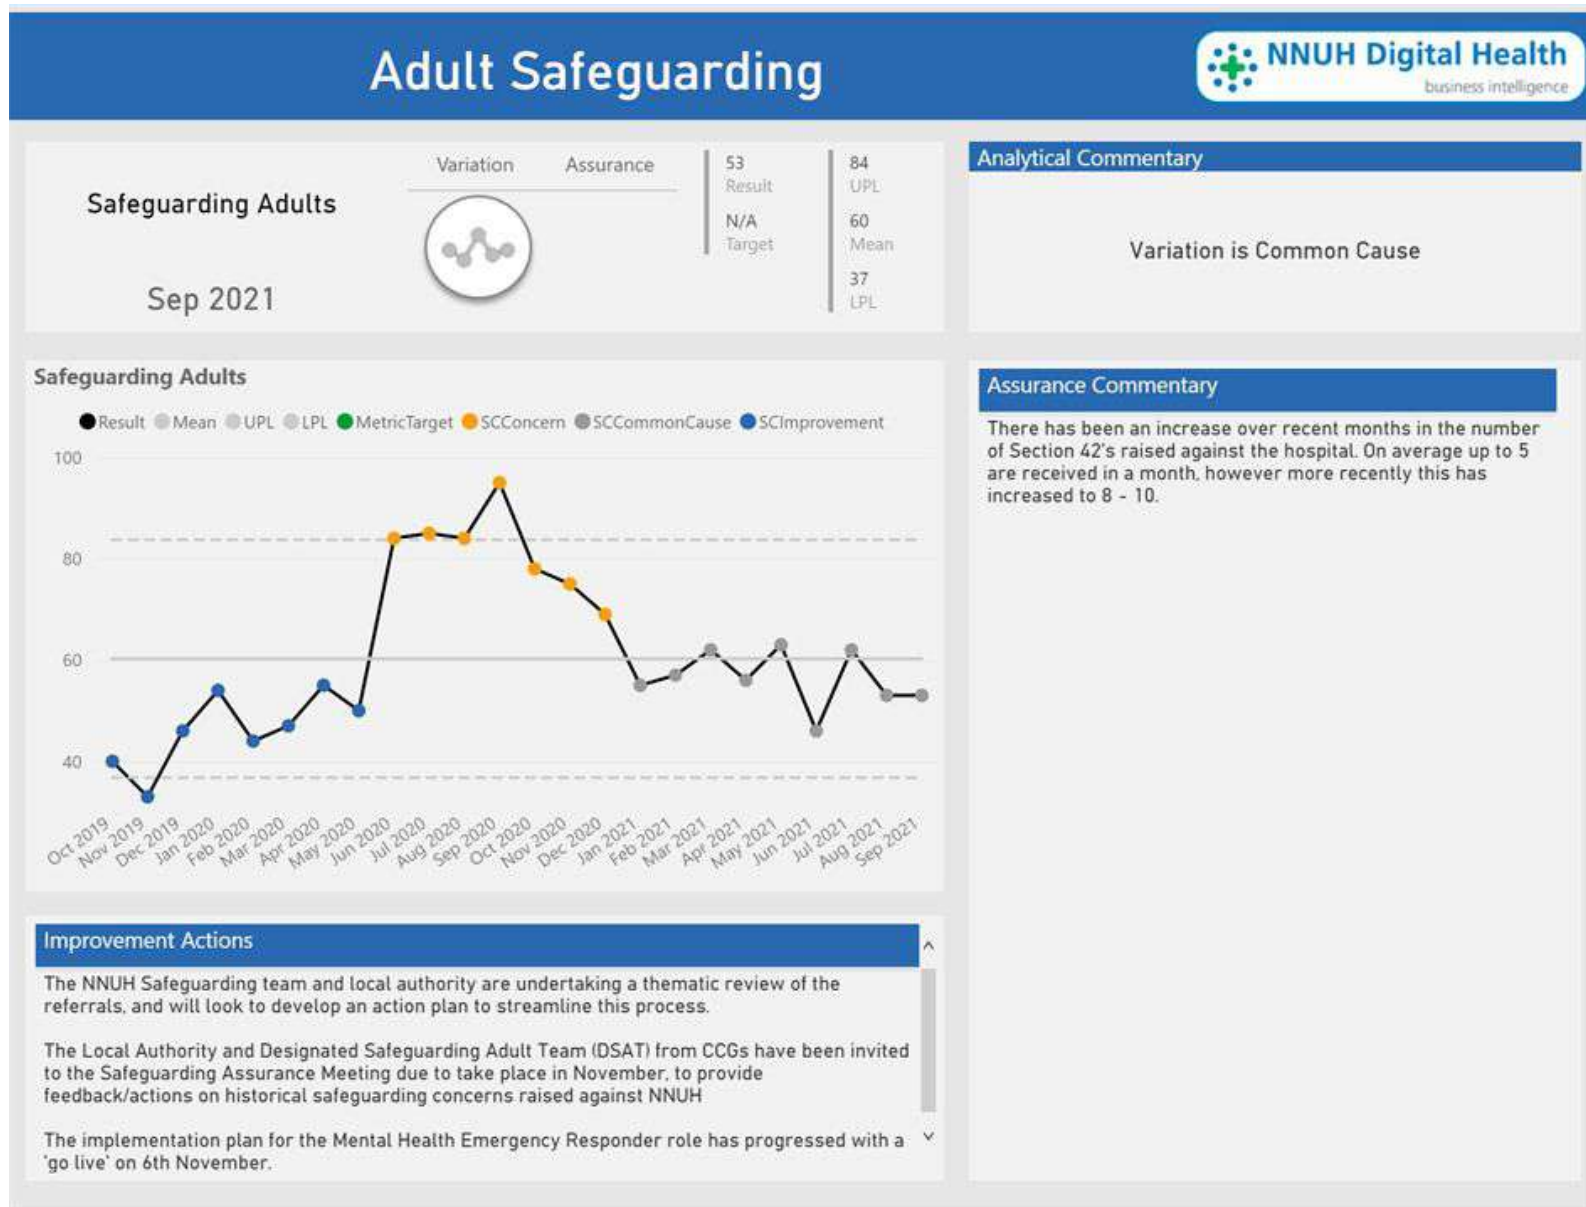 Adult Safeguarding
NNUH Digital Health
business intelligence
Safeguarding Adults
Sep 2021
Variation Assurance
53
Result
N/A
Target
84
UPL
60
Mean
37
LPL
Analytical Commentary
Variation is Common Cause
Safeguarding Adults
Result Mean UPL LPL MetricTarget SCConcern SCCommonCause SCImprovement
100
80
60
40
Oct 2019
Nov 2019
Dec 2019
Jan 2020
Feb 2020
Mar 2020
Apr 2020
May 2020
Jun 2020
Jul 2020
Aug 2020
Sep 2020
Oct 2020
Nov 2020
Dec 2020
Jan 2021
Feb 2021
Mar 2021
Apr 2021
May 2021
Jun 2021
Jul 2021
Aug 2021
Sep 2021
Assurance Commentary
There has been an increase over recent months in the number
of Section 42's raised against the hospital. On average up to 5
are received in a month, however more recently this has
increased to 8 - 10.
Improvement Actions
The NNUH Safeguarding team and local authority are undertaking a thematic review of the
referrals, and will look to develop an action plan to streamline this process.
The Local Authority and Designated Safeguarding Adult Team (DSAT) from CCGs have been invited
to the Safeguarding Assurance Meeting due to take place in November, to provide
feedback/actions on historical safeguarding concerns raised against NNUH
The implementation plan for the Mental Health Emergency Responder role has progressed with a
'go live' on 6th November.